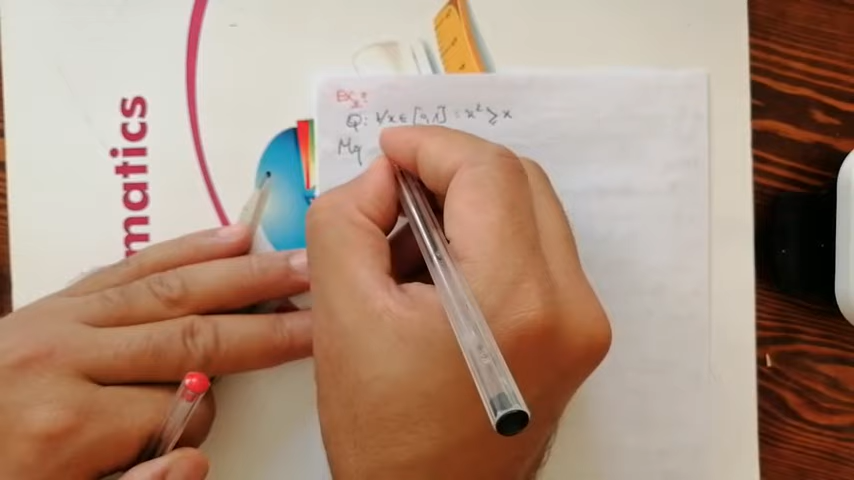 matics
Ex:
Q: ∀x∈[0,1]: x² ⩾ x
Mq